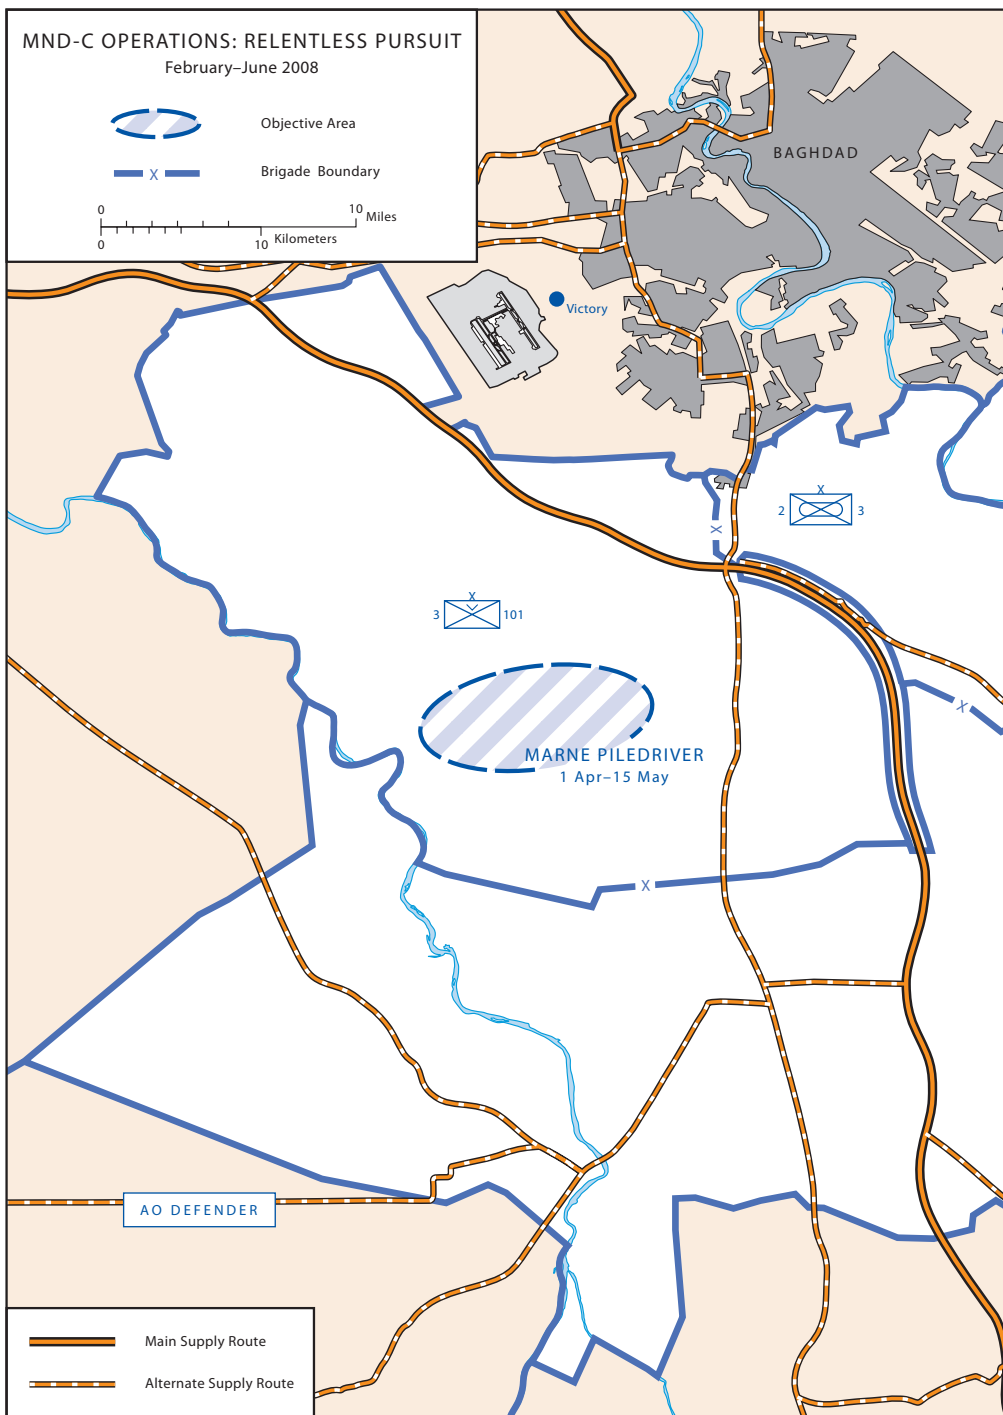 MND-C OPERATIONS: RELENTLESS PURSUIT
February–June 2008
Objective Area
X
Brigade Boundary
0
10
Miles
0
10
Kilometers
BAGHDAD
Victory
X
2
3
X
X
3
101
X
MARNE PILEDRIVER
1 Apr–15 May
X
AO DEFENDER
Main Supply Route
Alternate Supply Route